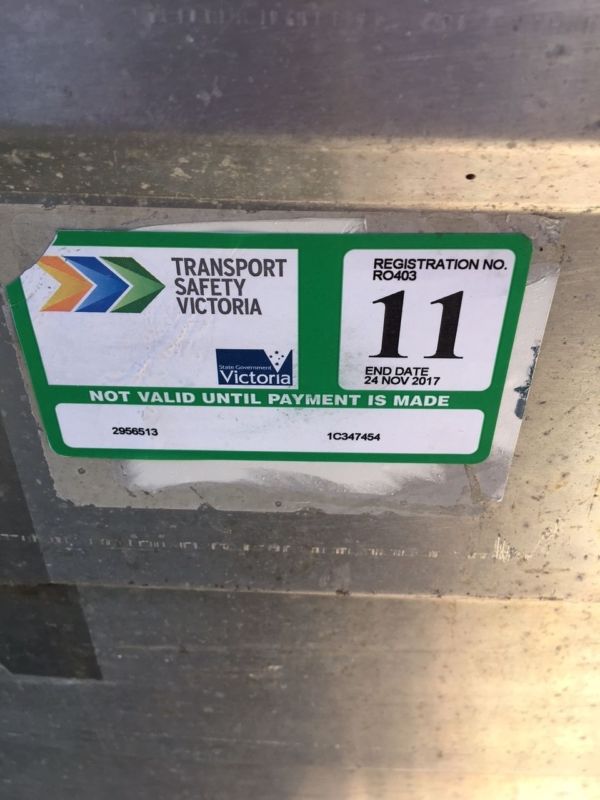 TRANSPORT
SAFETY
VICTORIA
State Government
Victoria
REGISTRATION NO.
RO403
11
END DATE
24 NOV 2017
NOT VALID UNTIL PAYMENT IS MADE
2956513 1C347454